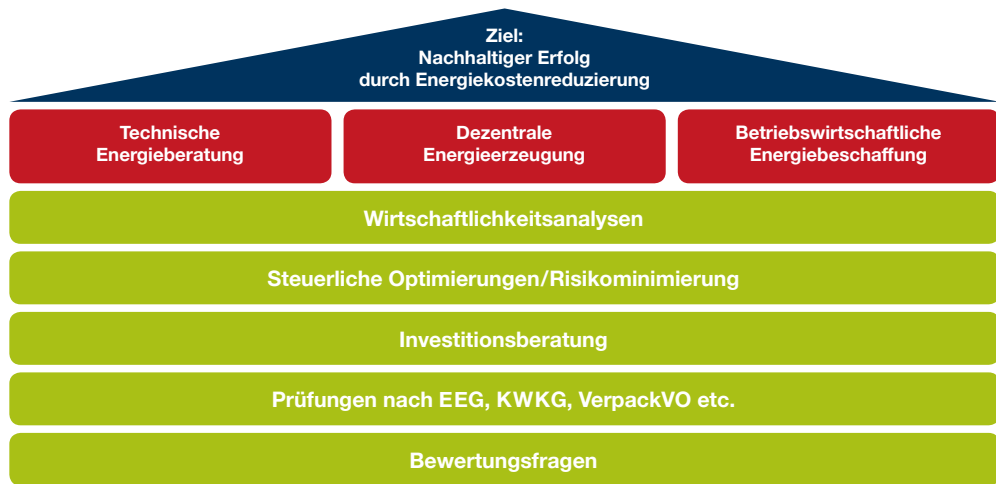 Ziel:
Nachhaltiger Erfolg
durch Energiekostenreduzierung
Technische
Energieberatung
Dezentrale
Energieerzeugung
Betriebswirtschaftliche
Energiebeschaffung
Wirtschaftlichkeitsanalysen
Steuerliche Optimierungen/Risikominimierung
Investitionsberatung
Prüfungen nach EEG, KWKG, VerpackVO etc.
Bewertungsfragen